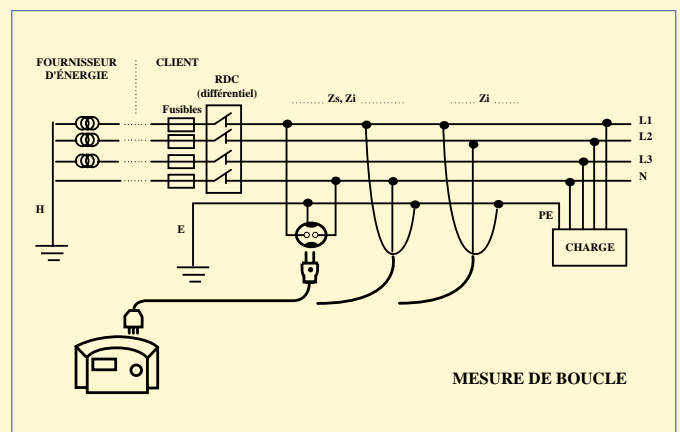 FOURNISSEUR
D'ÉNERGIE
CLIENT
RDC
(différentiel)
Fusibles
Zs, Zi
Zi
L1
L2
L3
N
H
E
PE
CHARGE
MESURE DE BOUCLE